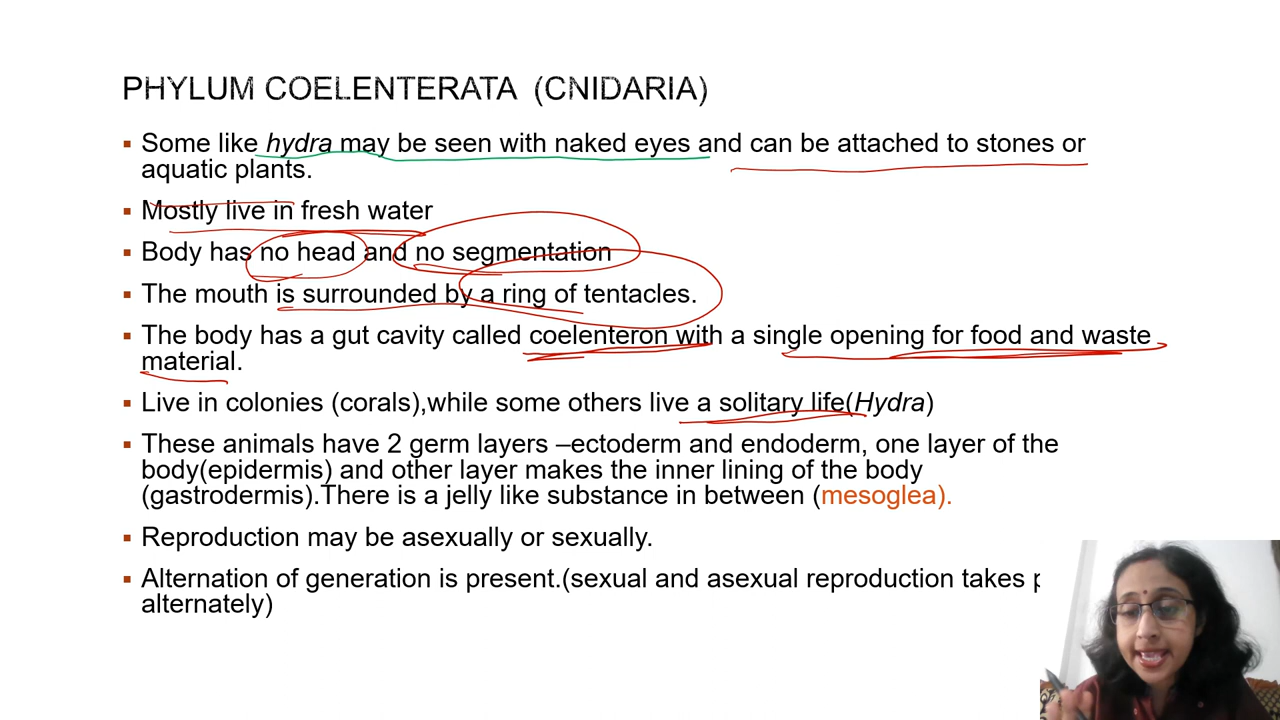 PHYLUM COELENTERATA (CNIDARIA)
▪ Some like hydra may be seen with naked eyes and can be attached to stones or
aquatic plants.
▪ Mostly live in fresh water
▪ Body has no head and no segmentation
▪ The mouth is surrounded by a ring of tentacles.
▪ The body has a gut cavity called coelenteron with a single opening for food and waste
material.
▪ Live in colonies (corals),while some others live a solitary life(Hydra)
▪ These animals have 2 germ layers –ectoderm and endoderm, one layer of the
body(epidermis) and other layer makes the inner lining of the body
(gastrodermis).There is a jelly like substance in between (mesoglea).
▪ Reproduction may be asexually or sexually.
▪ Alternation of generation is present.(sexual and asexual reproduction takes
alternately)